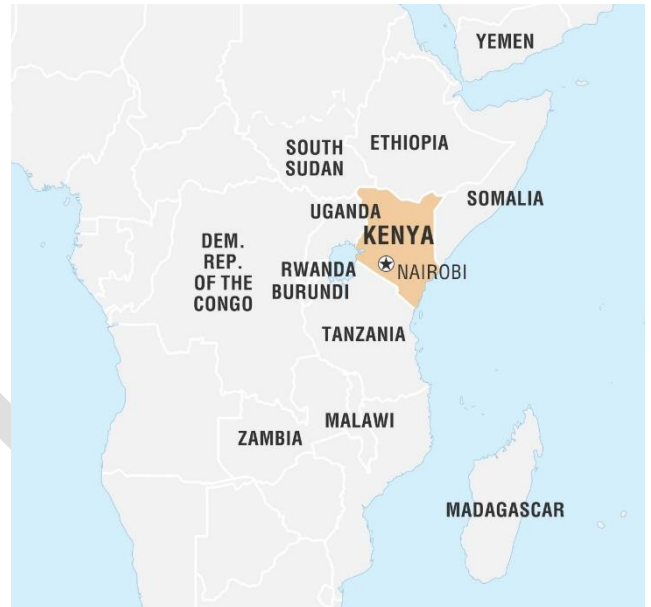 YEMEN
SOUTH
SUDAN
ETHIOPIA
SOMALIA
UGANDA
KENYA
DEM.
REP.
OF THE
CONGO
RWANDA
NAIROBI
BURUNDI
TANZANIA
MALAWI
ZAMBIA
MADAGASCAR